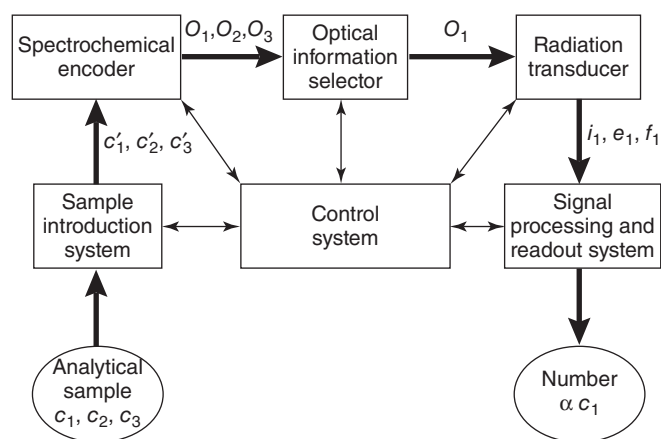 Spectrochemical
encoder
O₁, O₂, O₃
Optical
information
selector
O₁
Radiation
transducer
c′₁, c′₂, c′₃
i₁, e₁, f₁
Sample
introduction
system
Control
system
Signal
processing and
readout system
Analytical
sample
c₁, c₂, c₃
Number
α c₁